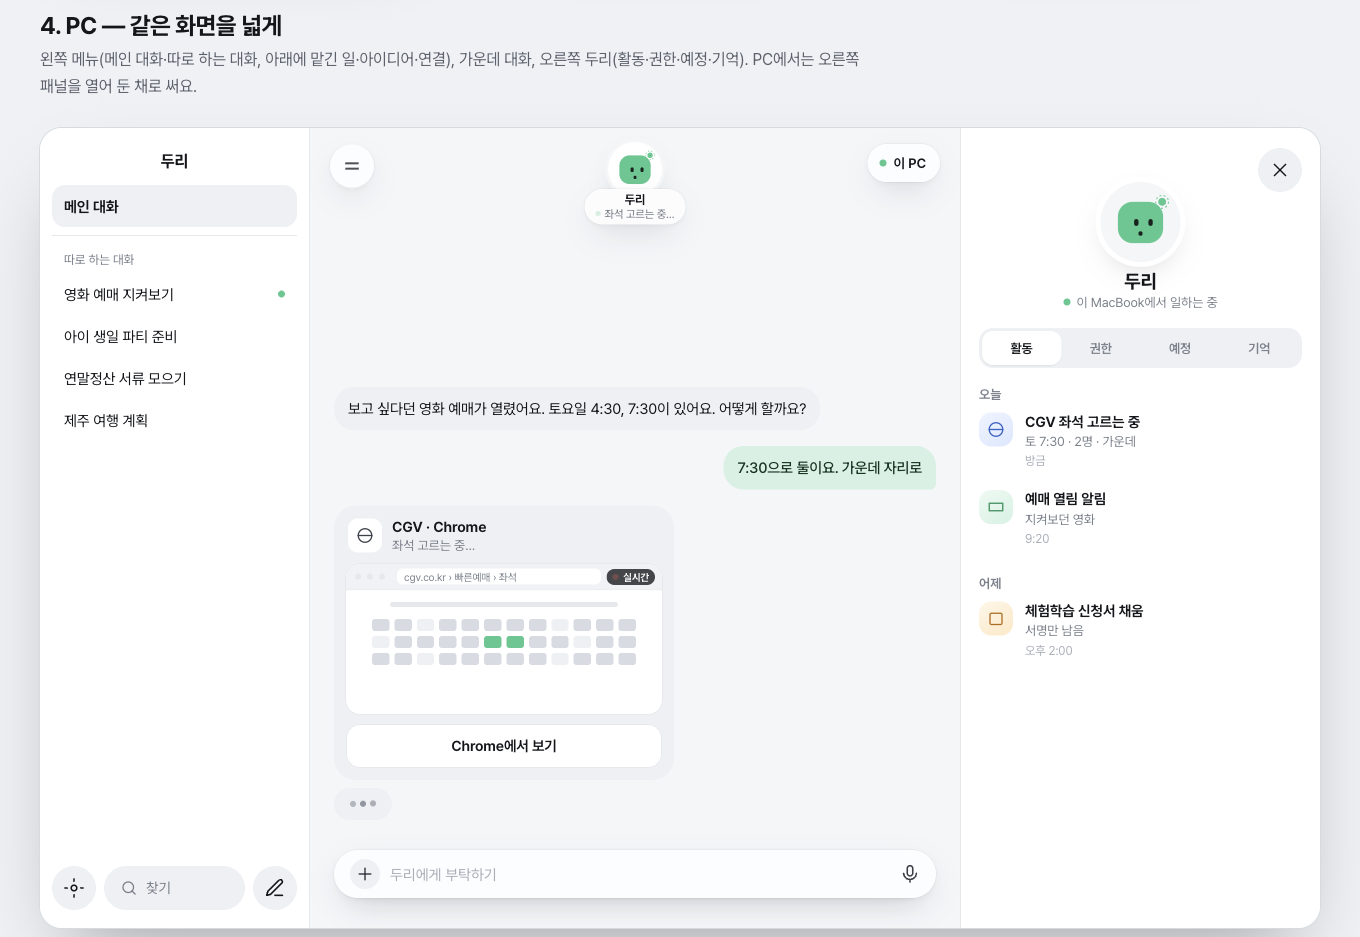 4. PC — 같은 화면을 넓게
왼쪽 메뉴(메인 대화·따로 하는 대화, 아래에 맡긴 일·아이디어·연결), 가운데 대화, 오른쪽 두리(활동·권한·예정·기억). PC에서는 오른쪽
패널을 열어 둔 채로 써요.
두리
메인 대화
따로 하는 대화
영화 예매 지켜보기
아이 생일 파티 준비
연말정산 서류 모으기
제주 여행 계획
찾기
두리
좌석 고르는 중...
이 PC
보고 싶다던 영화 예매가 열렸어요. 토요일 4:30, 7:30이 있어요. 어떻게 할까요?
7:30으로 둘이요. 가운데 자리로
CGV · Chrome
좌석 고르는 중...
cgv.co.kr › 빠른예매 › 좌석
실시간
Chrome에서 보기
두리에게 부탁하기
두리
이 MacBook에서 일하는 중
활동 권한 예정 기억
오늘
CGV 좌석 고르는 중
토 7:30 · 2명 · 가운데
방금
예매 열림 알림
지켜보던 영화
9:20
어제
체험학습 신청서 채움
서명만 남음
오후 2:00